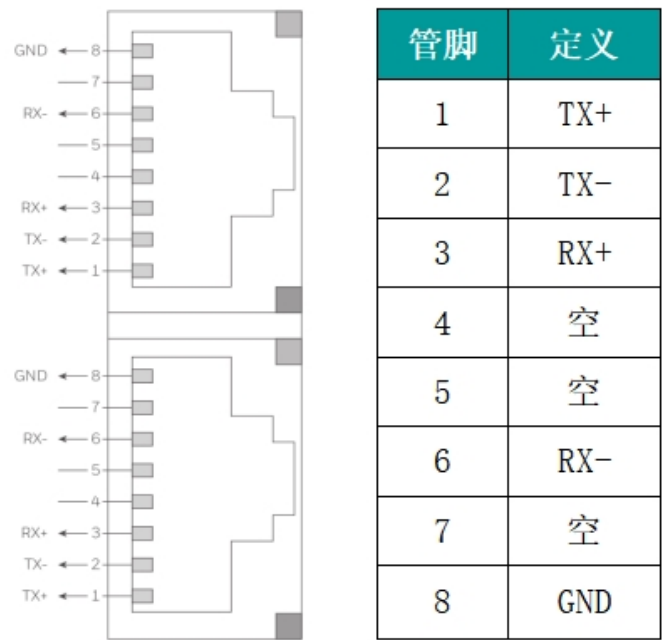 GND 8
7
RX- 6
5
4
RX+ 3
TX- 2
TX+ 1
GND 8
7
RX- 6
5
4
RX+ 3
TX- 2
TX+ 1
管脚 定义
1 TX+
2 TX-
3 RX+
4 空
5 空
6 RX-
7 空
8 GND